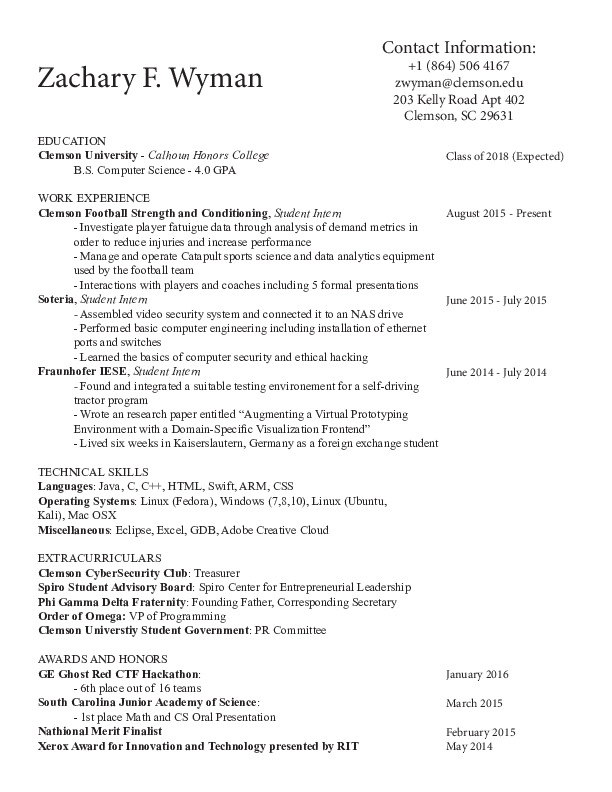 Zachary F. Wyman
Contact Information:
+1 (864) 506 4167
zwyman@clemson.edu
203 Kelly Road Apt 402
Clemson, SC 29631
EDUCATION
Clemson University - Calhoun Honors College Class of 2018 (Expected)
B.S. Computer Science - 4.0 GPA
WORK EXPERIENCE
Clemson Football Strength and Conditioning, Student Intern August 2015 - Present
- Investigate player fatuigue data through analysis of demand metrics in
order to reduce injuries and increase performance
- Manage and operate Catapult sports science and data analytics equipment
used by the football team
- Interactions with players and coaches including 5 formal presentations
Soteria, Student Intern June 2015 - July 2015
- Assembled video security system and connected it to an NAS drive
- Performed basic computer engineering including installation of ethernet
ports and switches
- Learned the basics of computer security and ethical hacking
Fraunhofer IESE, Student Intern June 2014 - July 2014
- Found and integrated a suitable testing environement for a self-driving
tractor program
- Wrote an research paper entitled “Augmenting a Virtual Prototyping
Environment with a Domain-Specific Visualization Frontend”
- Lived six weeks in Kaiserslautern, Germany as a foreign exchange student
TECHNICAL SKILLS
Languages: Java, C, C++, HTML, Swift, ARM, CSS
Operating Systems: Linux (Fedora), Windows (7,8,10), Linux (Ubuntu,
Kali), Mac OSX
Miscellaneous: Eclipse, Excel, GDB, Adobe Creative Cloud
EXTRACURRICULARS
Clemson CyberSecurity Club: Treasurer
Spiro Student Advisory Board: Spiro Center for Entrepreneurial Leadership
Phi Gamma Delta Fraternity: Founding Father, Corresponding Secretary
Order of Omega: VP of Programming
Clemson Universtiy Student Government: PR Committee
AWARDS AND HONORS
GE Ghost Red CTF Hackathon: January 2016
- 6th place out of 16 teams
South Carolina Junior Academy of Science: March 2015
- 1st place Math and CS Oral Presentation
Nathional Merit Finalist February 2015
Xerox Award for Innovation and Technology presented by RIT May 2014